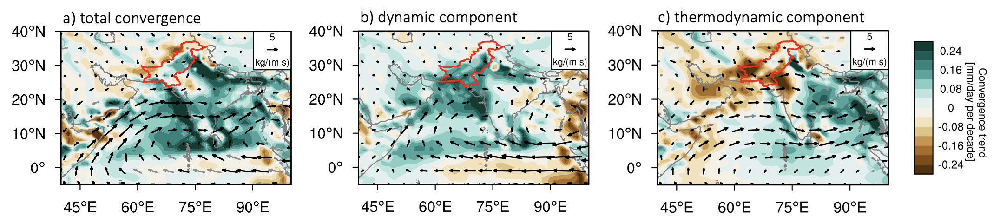 a) total convergence
40°N
30°N
20°N
10°N
0°
45°E
60°E
75°E
90°E
5
kg/(m s)
b) dynamic component
40°N
30°N
20°N
10°N
0°
45°E
60°E
75°E
90°E
5
kg/(m s)
c) thermodynamic component
40°N
30°N
20°N
10°N
0°
45°E
60°E
75°E
90°E
5
kg/(m s)
0.24
0.16
0.08
0
-0.08
-0.16
-0.24
Convergence trend
[mm/day per decade]